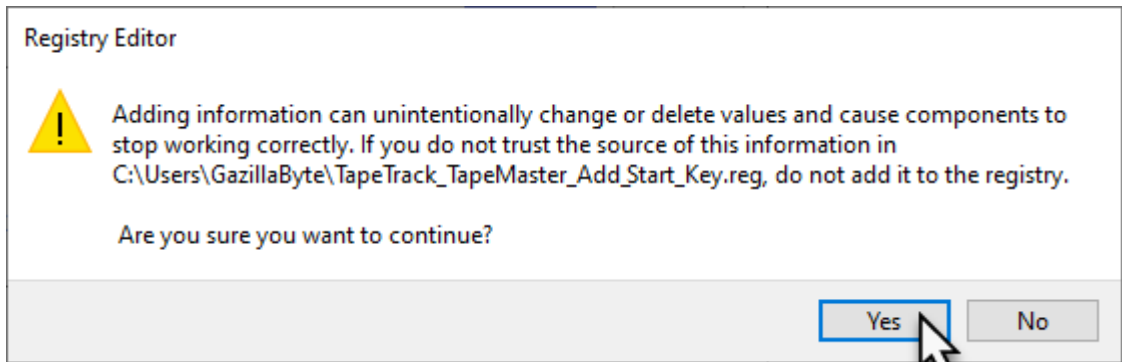 Registry Editor
Adding information can unintentionally change or delete values and cause components to
stop working correctly. If you do not trust the source of this information in
C:\Users\GazillaByte\TapeTrack_TapeMaster_Add_Start_Key.reg, do not add it to the registry.
Are you sure you want to continue?
Yes No